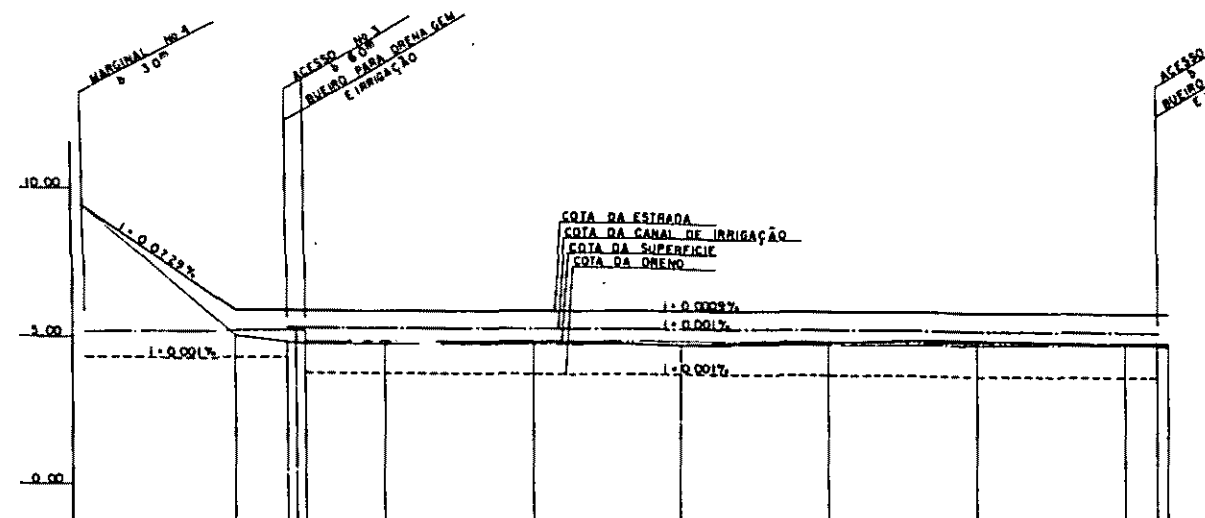 MARGINAL No 4
b 30m
ACESSO No 3
b 60m
BUEIRO PARA DRENAGEM
E IRRIGAÇÃO
ACESSO
b
BUEIRO
E
10.00
i=0.0729%
COTA DA ESTRADA
COTA DA CANAL DE IRRIGAÇÃO
COTA DA SUPERFICIE
COTA DA DRENO
i=0.0009%
5.00
i=0.001%
i=0.001%
i=0.001%
0.00